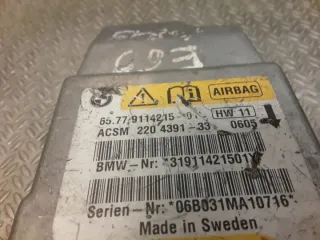 E60
AIRBAG
65.77 9114215-01
HW 11
ACSM 220 4391-33
0605
BMW-Nr: *31911421501Y*
Serien-Nr: *06B031MA10716*
Made in Sweden